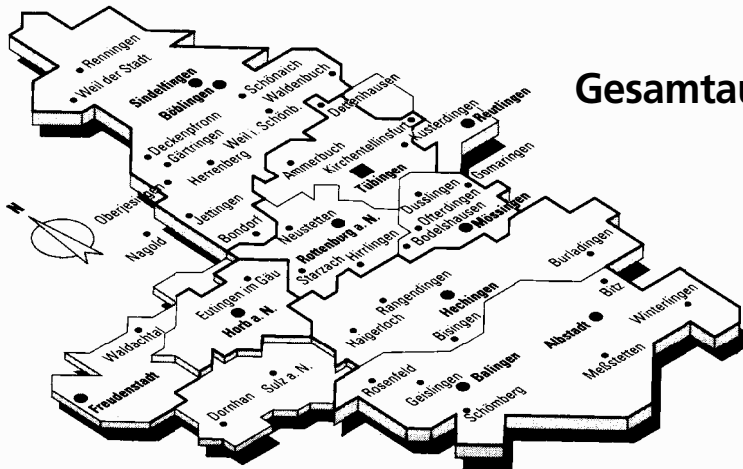 Gesamtau
Renningen
Weil der Stadt
Sindelfingen
Böblingen
Schönaich
Waldenbuch
Dettenhausen
Reutlingen
Kusterdingen
Kirchentellinsfurt
Deckenpfronn
Gärtringen
Herrenberg
Weil i. Schönb.
Ammerbuch
Tübingen
Gomaringen
Dusslingen
Ofterdingen
Bodelshausen
Mössingen
Oberjesingen
Jettingen
Nagold
N
Bondorf
Neustetten
Rottenburg a. N.
Starzach
Hirrlingen
Burladingen
Eutingen im Gäu
Horb a. N.
Rangendingen
Hechingen
Haigerloch
Bisingen
Bitz
Albstadt
Winterlingen
Waldachtal
Freudenstadt
Sulz a. N.
Dornhan
Rosenfeld
Geislingen
Balingen
Schömberg
Meßstetten